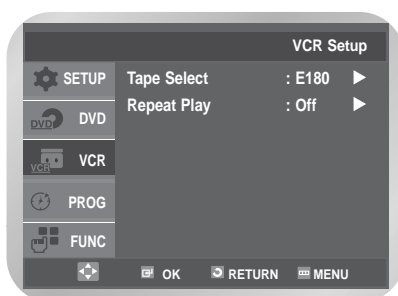 VCR Setup
SETUP
Tape Select : E180 ►
Repeat Play : Off ►
DVD DVD
VCR VCR
PROG
FUNC
OK RETURN MENU